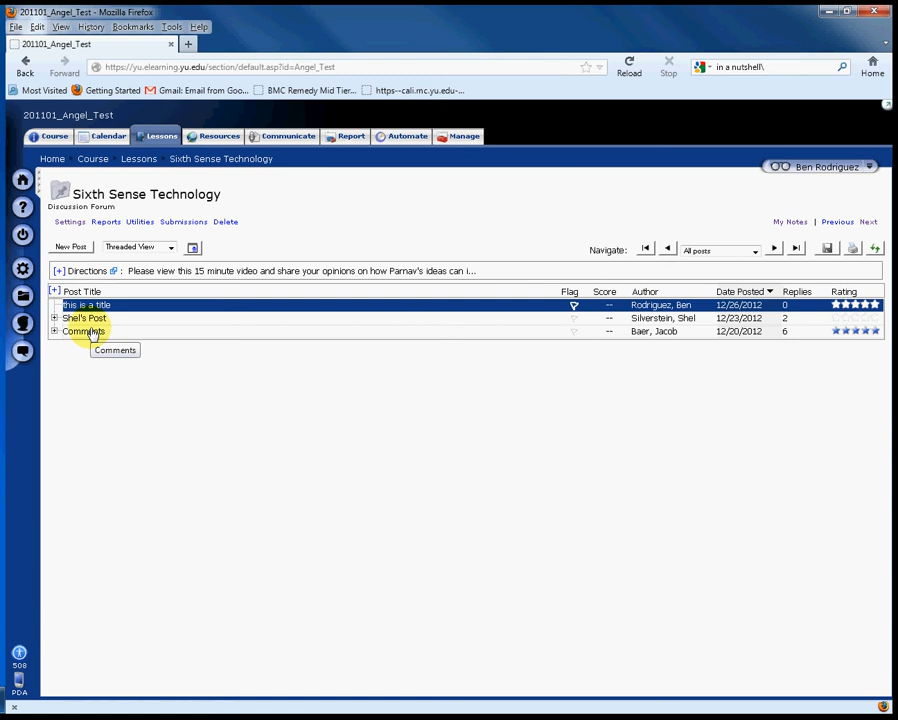 201101_Angel_Test - Mozilla Firefox
File Edit View History Bookmarks Tools Help
201101_Angel_Test
Back Forward https://yu.elearning.yu.edu/section/default.asp?id=Angel_Test Reload Stop in a nutshell\ Home
Most Visited Getting Started Gmail: Email from Goo... BMC Remedy Mid Tier... https--cali.mc.yu.edu-...
201101_Angel_Test
Course Calendar Lessons Resources Communicate Report Automate Manage
Home » Course » Lessons » Sixth Sense Technology
Ben Rodriguez
Sixth Sense Technology
Discussion Forum
Settings Reports Utilities Submissions Delete My Notes | Previous Next
New Post Threaded View Navigate: All posts
[+] Directions : Please view this 15 minute video and share your opinions on how Parnav's ideas can i...
[+] Post Title Flag Score Author Date Posted Replies Rating
this is a title -- Rodriguez, Ben 12/26/2012 0
Shel's Post -- Silverstein, Shel 12/23/2012 2
Comments -- Baer, Jacob 12/20/2012 6
Comments
508
PDA